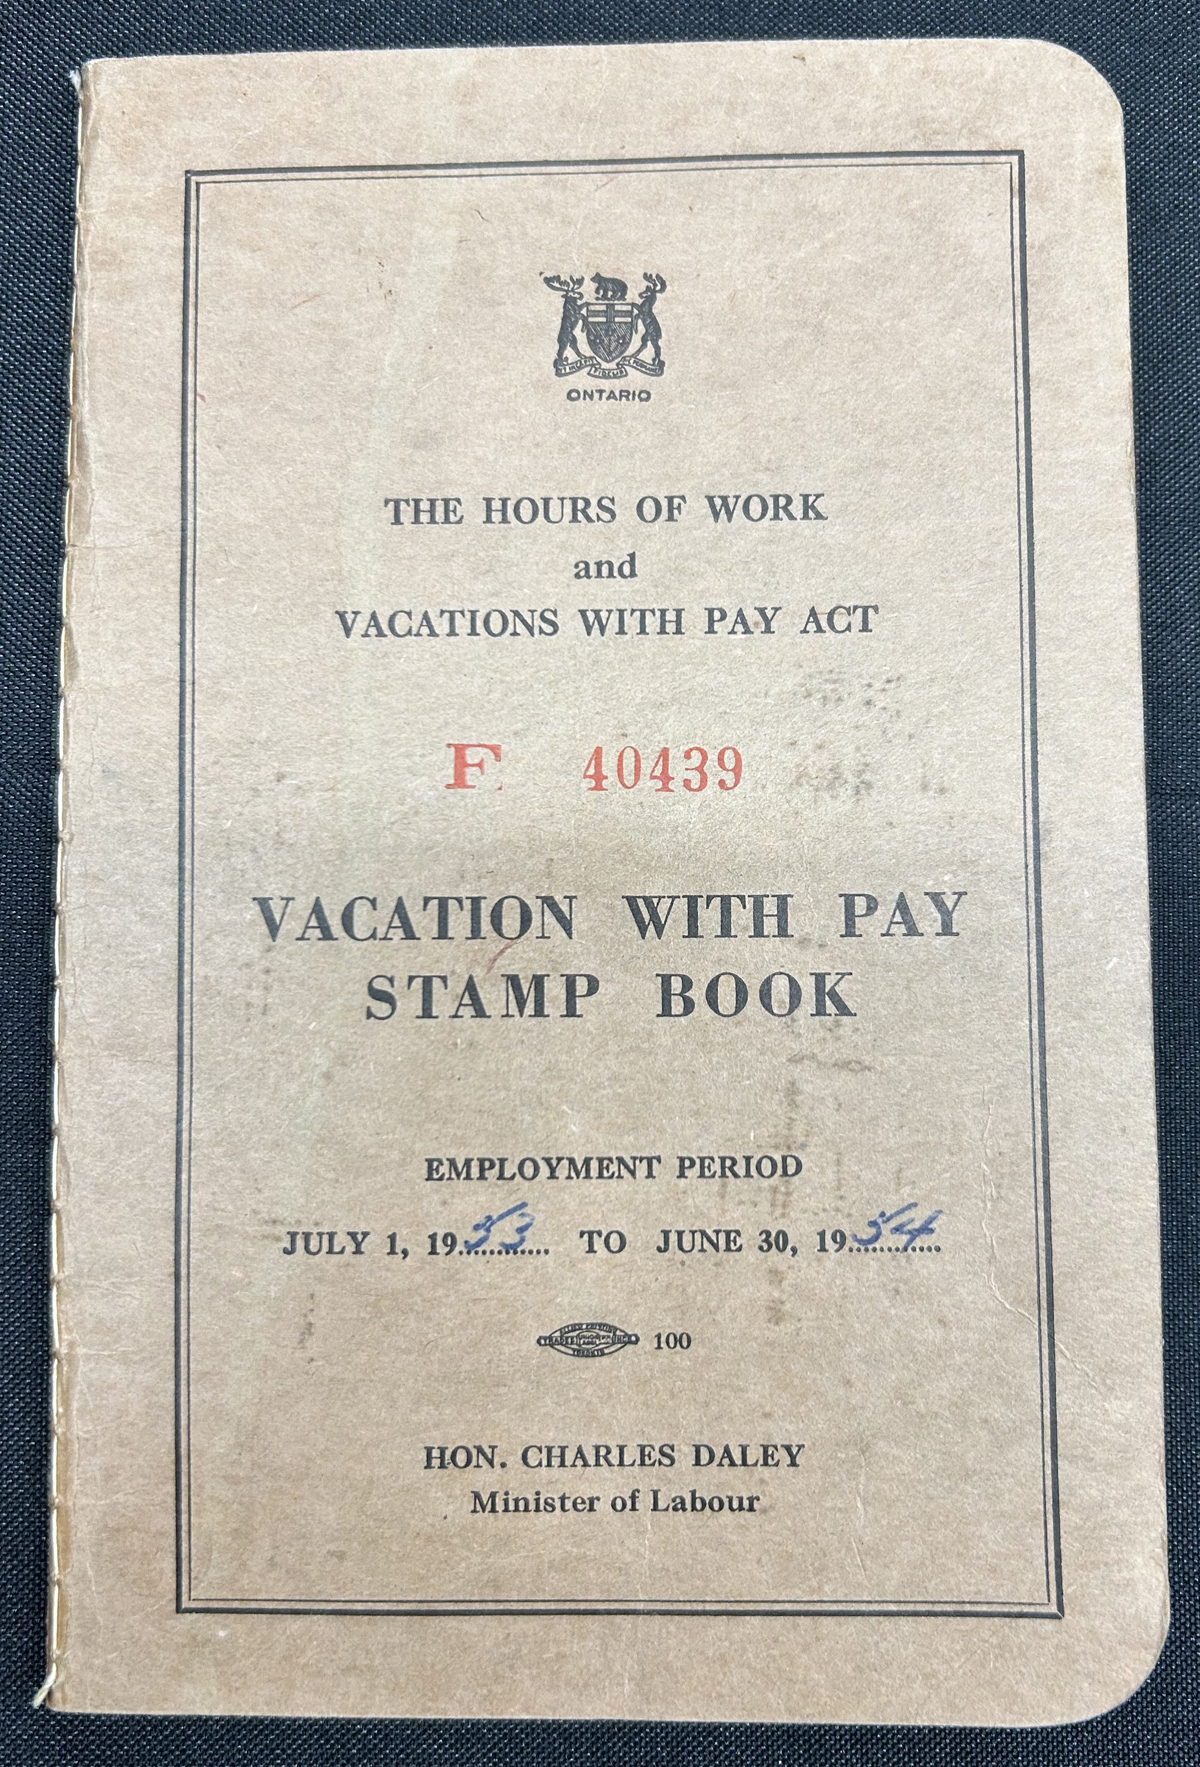 ONTARIO
THE HOURS OF WORK
and
VACATIONS WITH PAY ACT
F 40439
VACATION WITH PAY
STAMP BOOK
EMPLOYMENT PERIOD
JULY 1, 1953 TO JUNE 30, 1954
100
HON. CHARLES DALEY
Minister of Labour